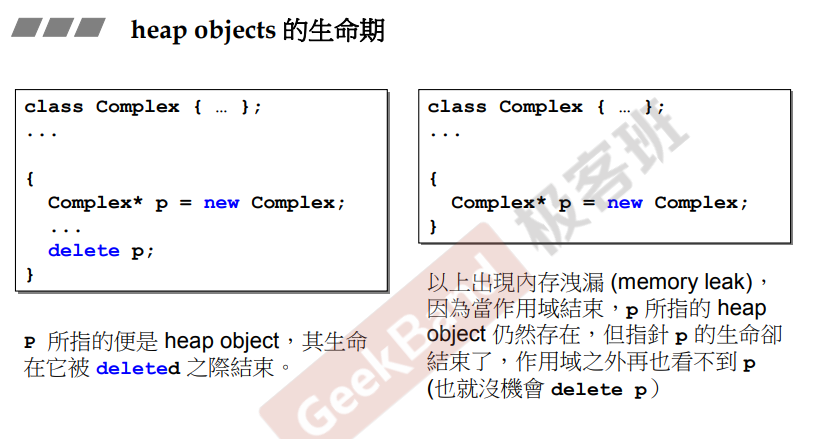 heap objects 的生命期
class Complex { … };
...
{
Complex* p = new Complex;
...
delete p;
}
P 所指的便是 heap object，其生命
在它被 deleted 之際結束。
class Complex { … };
...
{
Complex* p = new Complex;
}
以上出現內存洩漏 (memory leak)，
因為當作用域結束，p 所指的 heap
object 仍然存在，但指針 p 的生命卻
結束了，作用域之外再也看不到 p
(也就沒機會 delete p）
GeekBand 极客班